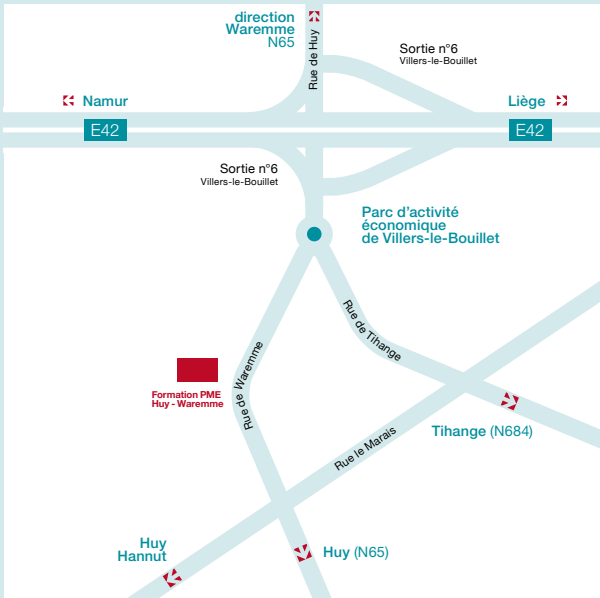 direction
Waremme
N65
Rue de Huy
Sortie n°6
Villers-le-Bouillet
Namur
Liège
E42
E42
Sortie n°6
Villers-le-Bouillet
Parc d'activité
économique
de Villers-le-Bouillet
Rue de Tihange
Rue de Waremme
Formation PME
Huy - Waremme
Tihange (N684)
Rue le Marais
Huy
Hannut
Huy (N65)